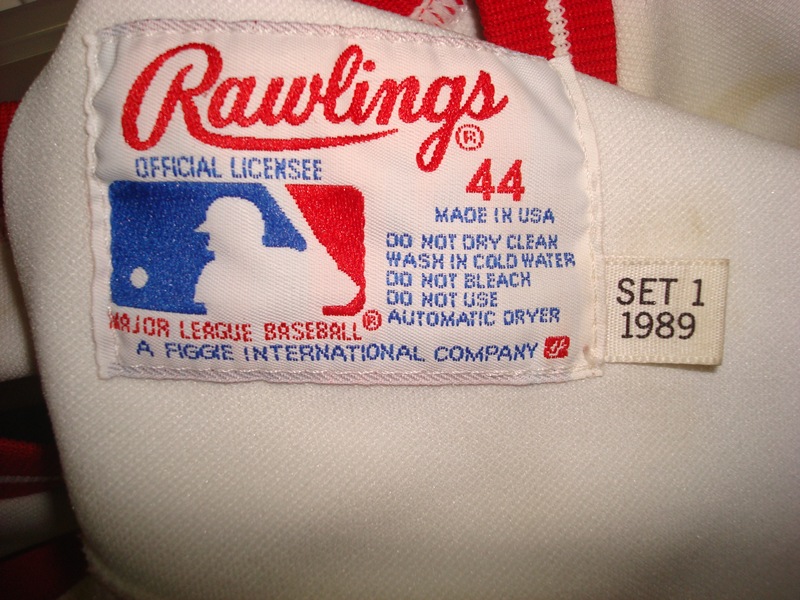 Rawlings ®
OFFICIAL LICENSEE
44
MADE IN USA
DO NOT DRY CLEAN
WASH IN COLD WATER
DO NOT BLEACH
DO NOT USE
AUTOMATIC DRYER
MAJOR LEAGUE BASEBALL ®
A FIGGIE INTERNATIONAL COMPANY
SET 1
1989